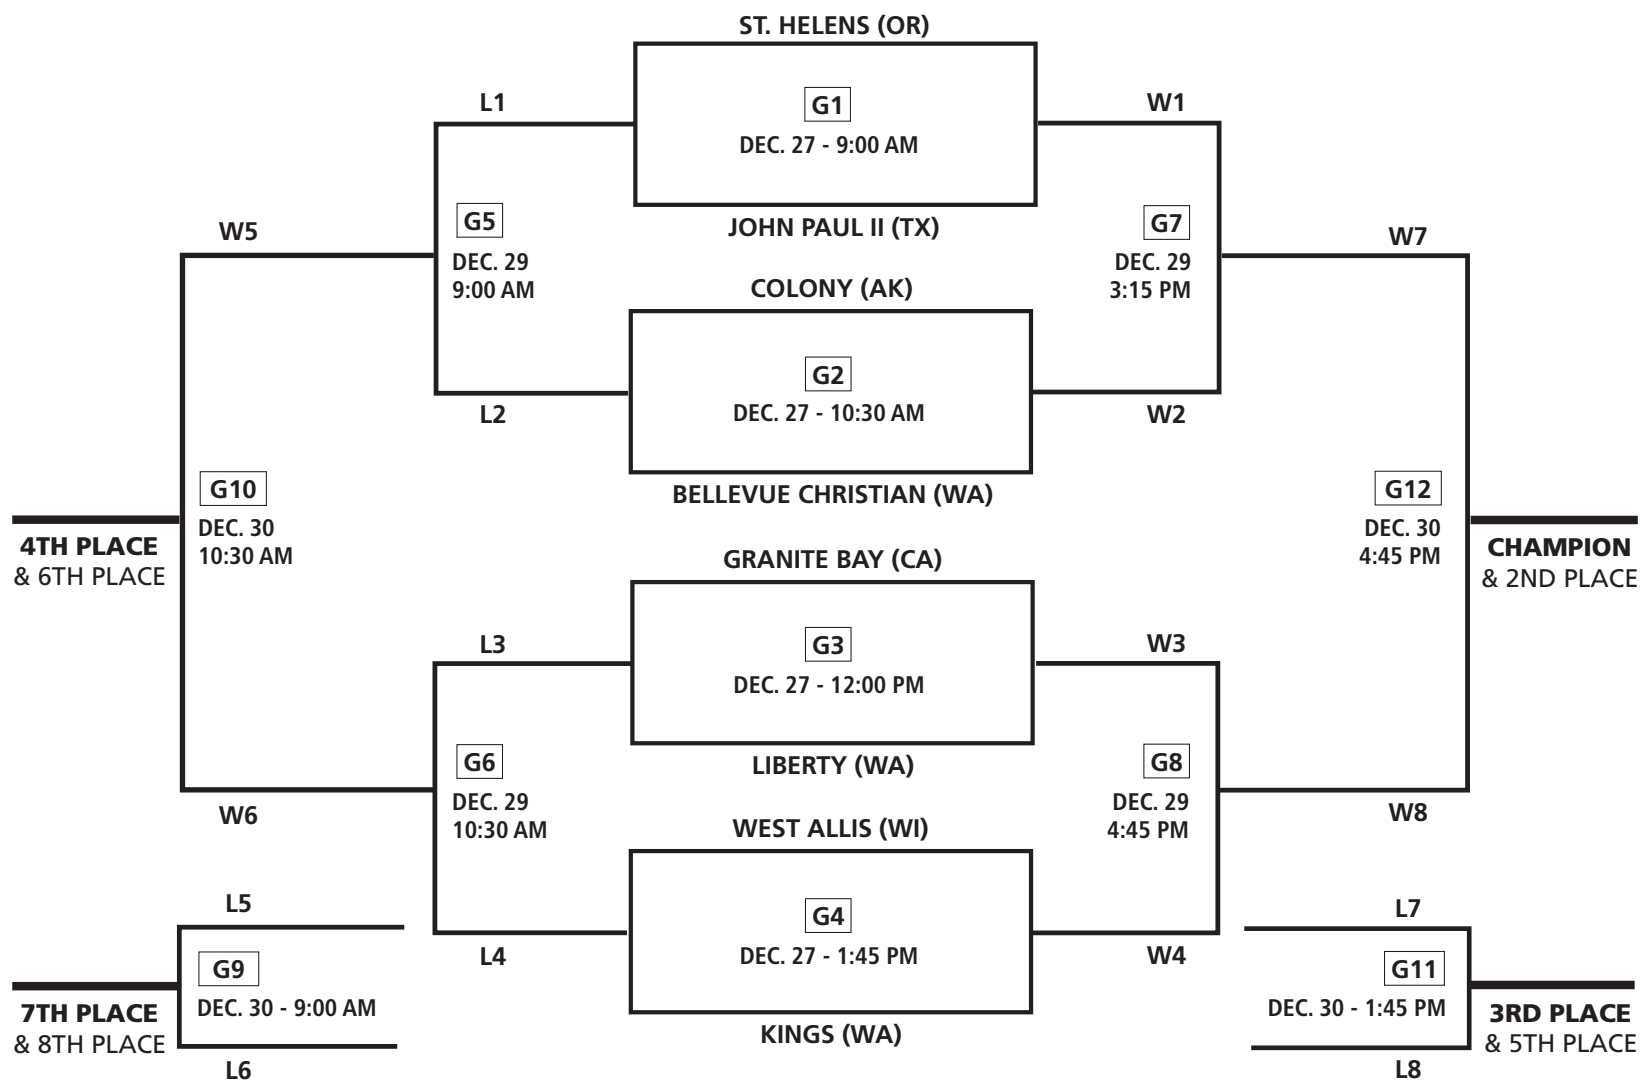 ST. HELENS (OR)
L1
G1
W1
DEC. 27 - 9:00 AM
W5
G5
JOHN PAUL II (TX)
G7
W7
DEC. 29
9:00 AM
DEC. 29
3:15 PM
COLONY (AK)
G2
L2
DEC. 27 - 10:30 AM
W2
G10
BELLEVUE CHRISTIAN (WA)
G12
DEC. 30
10:30 AM
DEC. 30
4:45 PM
4TH PLACE
& 6TH PLACE
CHAMPION
& 2ND PLACE
GRANITE BAY (CA)
L3
G3
W3
DEC. 27 - 12:00 PM
G6
LIBERTY (WA)
G8
DEC. 29
10:30 AM
DEC. 29
4:45 PM
W6
WEST ALLIS (WI)
W8
L5
G4
L7
L4
DEC. 27 - 1:45 PM
W4
G9
DEC. 30 - 9:00 AM
G11
DEC. 30 - 1:45 PM
7TH PLACE
& 8TH PLACE
KINGS (WA)
3RD PLACE
& 5TH PLACE
L6
L8